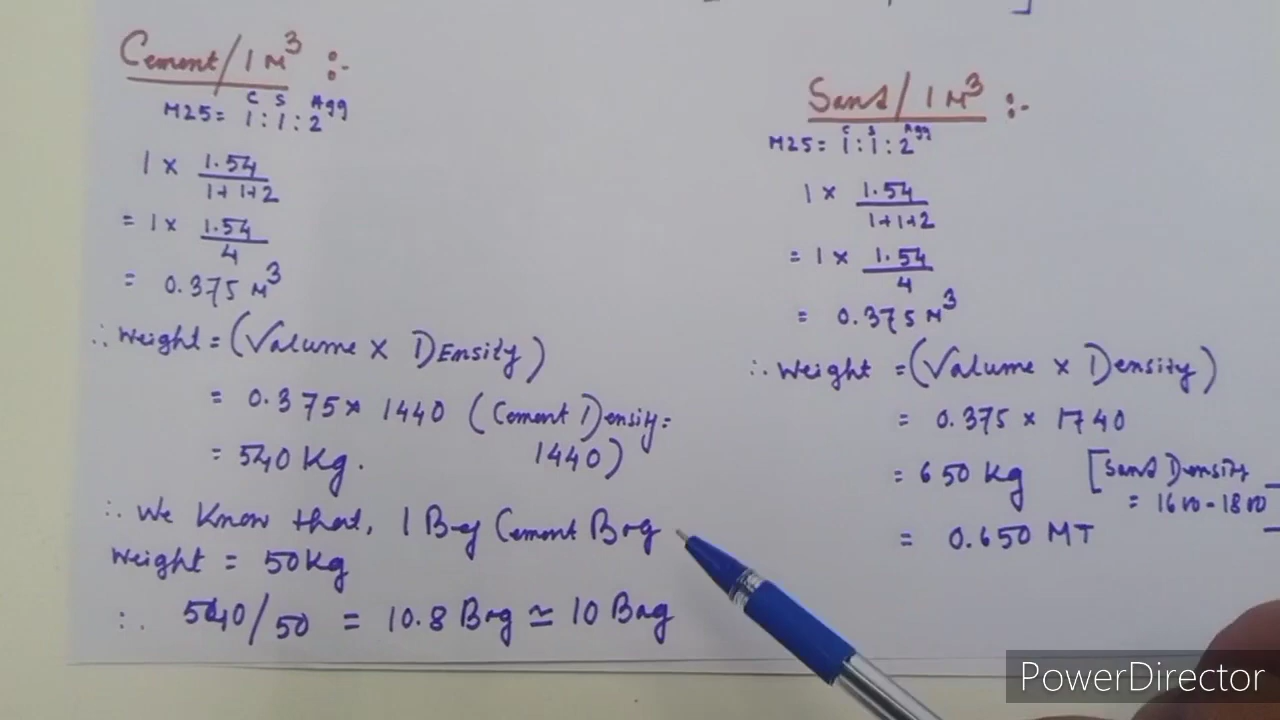 Cement/1 M³ :-
C S Agg
M25 = 1 : 1 : 2
1 × 1.54
1+1+2
= 1 × 1.54
4
= 0.375 M³
∴ Weight = (Valume × DEnsity)
= 0.375 × 1440 (Cement Density =
1440)
= 540 Kg.
∴ We Know that, 1 Beg Cement Bag
Weight = 50 Kg
∴ 540/50 = 10.8 Bag ≃ 10 Bag
Sand/1 M³ :-
C S Agg
M25 = 1 : 1 : 2
1 × 1.54
1+1+2
= 1 × 1.54
4
= 0.375 M³
∴ Weight = (Valume × Density)
= 0.375 × 1740
= 650 Kg [Sand Density
= 1600-1800
= 0.650 MT
PowerDirector